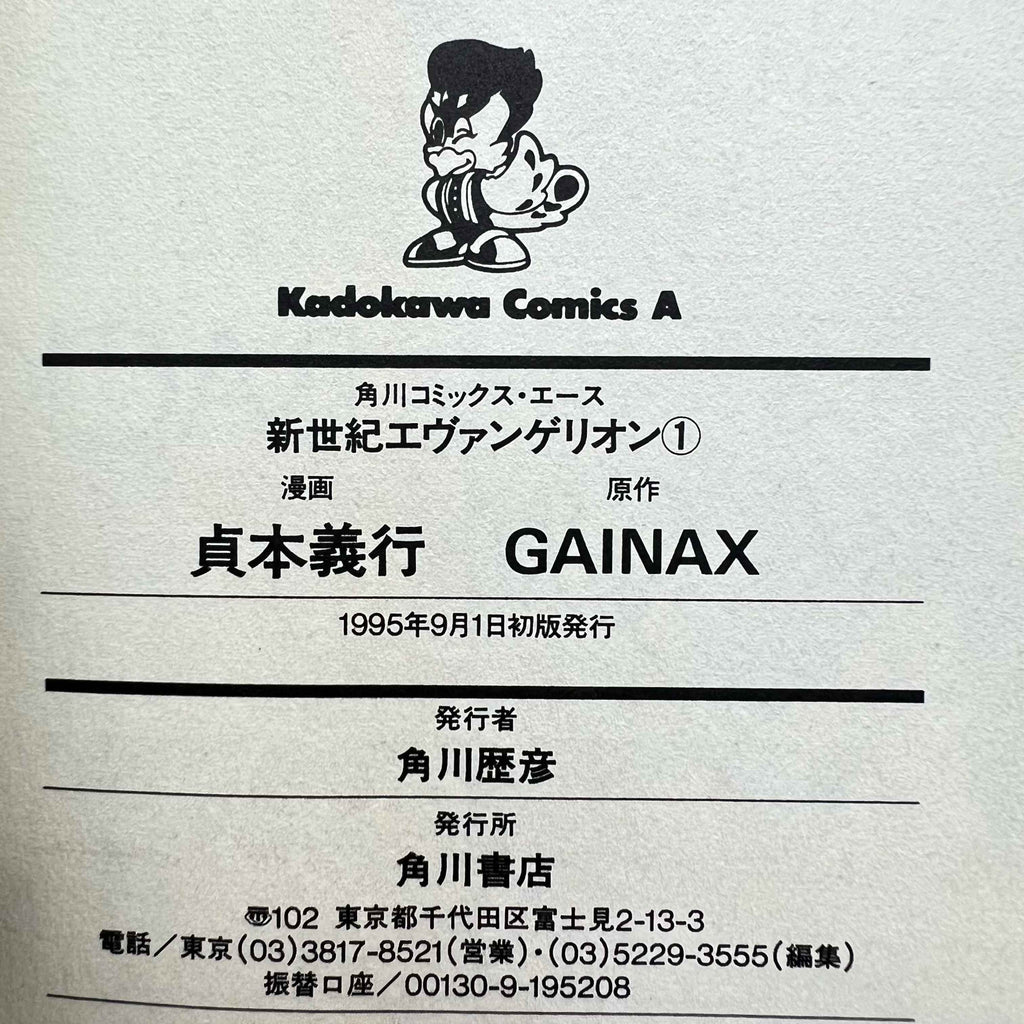 Kadokawa Comics A
角川コミックス・エース
新世紀エヴァンゲリオン①
漫画 原作
貞本義行 GAINAX
1995年9月1日初版発行
発行者
角川歴彦
発行所
角川書店
〠102 東京都千代田区富士見2-13-3
電話／東京(03)3817-8521(営業)・(03)5229-3555(編集)
振替口座／00130-9-195208